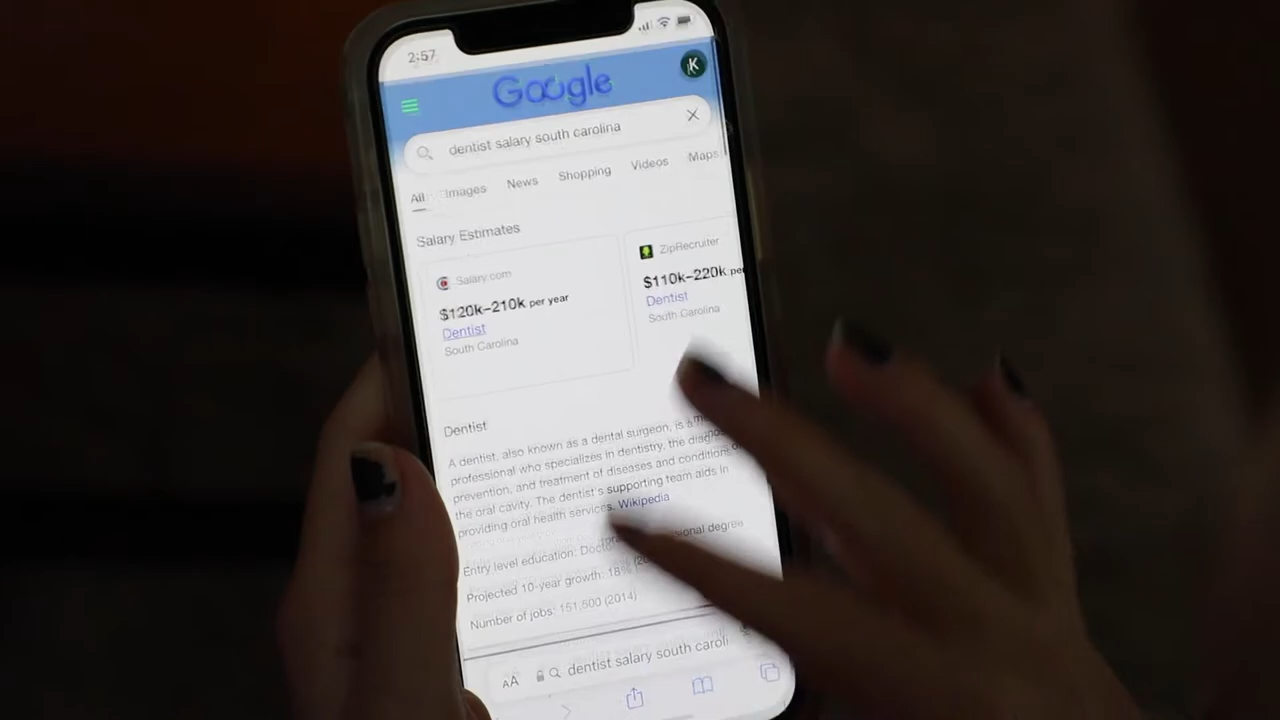 2:57
Google
K
dentist salary south carolina
All Images News Shopping Videos Maps
Salary Estimates
Salary.com
$120k–210k per year
Dentist
South Carolina
ZipRecruiter
$110k–220k per
Dentist
South Carolina
Dentist
A dentist, also known as a dental surgeon, is a
professional who specializes in dentistry, the diagnosis
prevention, and treatment of diseases and conditions
the oral cavity. The dentist's supporting team aids in
providing oral health services. Wikipedia
Entry level education: degree
Projected 10-year growth: 18%
Number of jobs: 151,500 (2014)
AA dentist salary south caroli